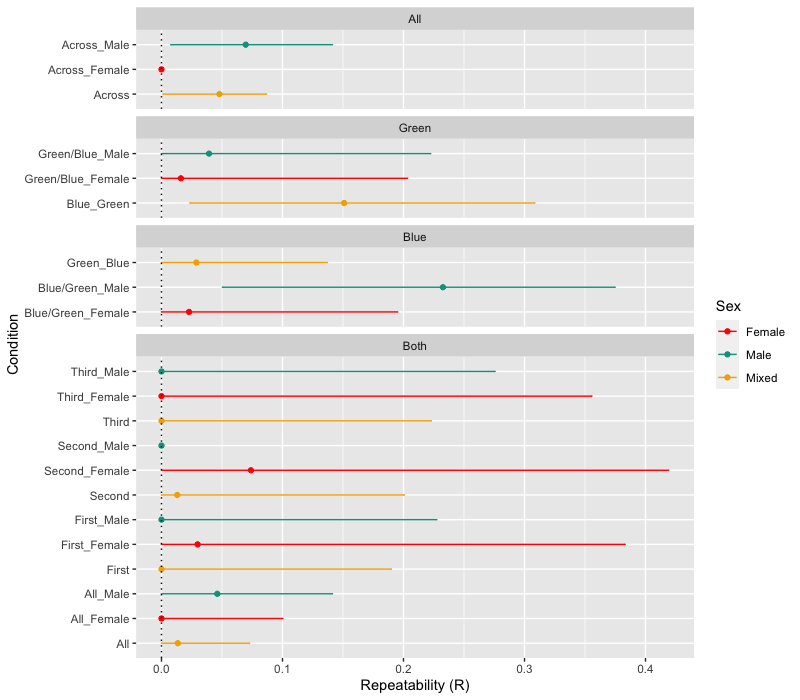 All
Across_Male
Across_Female
Across
Green
Green/Blue_Male
Green/Blue_Female
Blue_Green
Blue
Green_Blue
Blue/Green_Male
Blue/Green_Female
Both
Third_Male
Third_Female
Third
Second_Male
Second_Female
Second
First_Male
First_Female
First
All_Male
All_Female
All
0.0 0.1 0.2 0.3 0.4
Repeatability (R)
Condition
Sex
Female
Male
Mixed